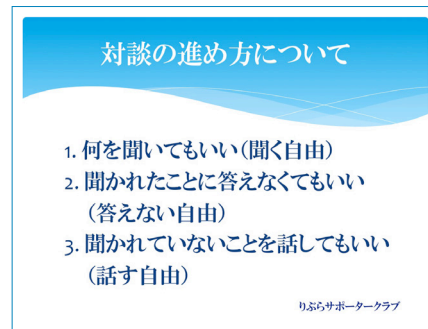 対談の進め方について
1. 何を聞いてもいい(聞く自由)
2. 聞かれたことに答えなくてもいい
(答えない自由)
3. 聞かれていないことを話してもいい
(話す自由)
りぶらサポータークラブ